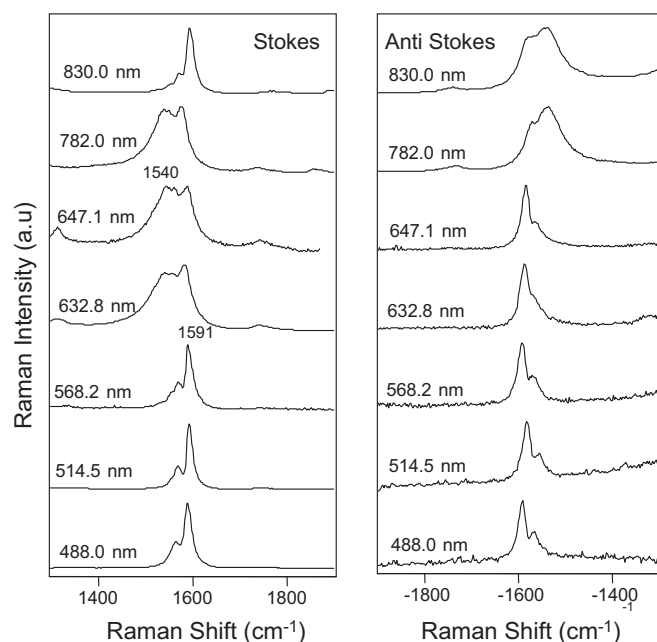 Stokes
830.0 nm
782.0 nm
1540
647.1 nm
632.8 nm
1591
568.2 nm
514.5 nm
488.0 nm
1400 1600 1800
Raman Shift (cm-1)
Raman Intensity (a.u)
Anti Stokes
830.0 nm
782.0 nm
647.1 nm
632.8 nm
568.2 nm
514.5 nm
488.0 nm
-1800 -1600 -1400
-1
Raman Shift (cm-1)